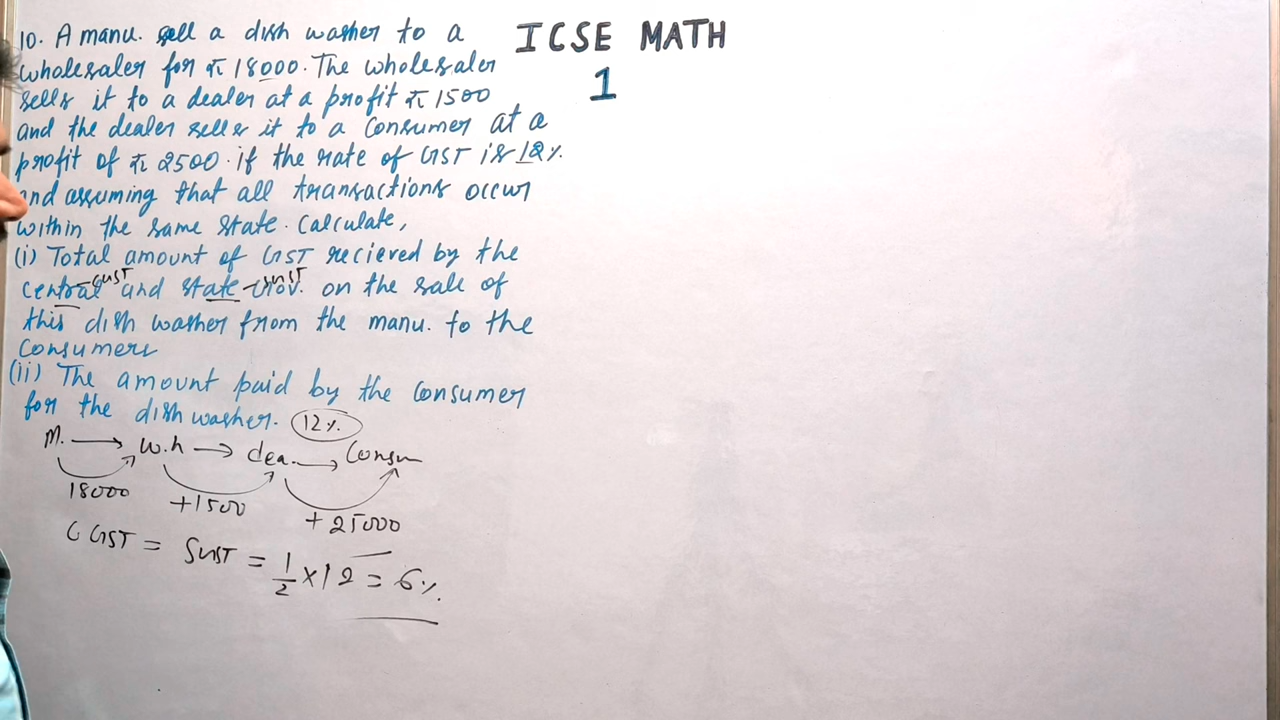 ICSE MATH
1
10. A manu. sell a dish washer to a
wholesaler for ₹ 18000. The wholesaler
sells it to a dealer at a profit ₹ 1500
and the dealer sells it to a consumer at a
profit of ₹ 2500. if the rate of GST is 12%.
and assuming that all transactions occur
within the same state. Calculate,
(i) Total amount of GST recieved by the
-CGST -SGST
central and state Gov. on the sale of
this dish washer from the manu. to the
consumers
(ii) The amount paid by the consumer
for the dishwasher. 12%.
M. → W.h → dea. → Consum
18000 +1500 +25000
CGST = SGST = 1/2 × 12 = 6%.